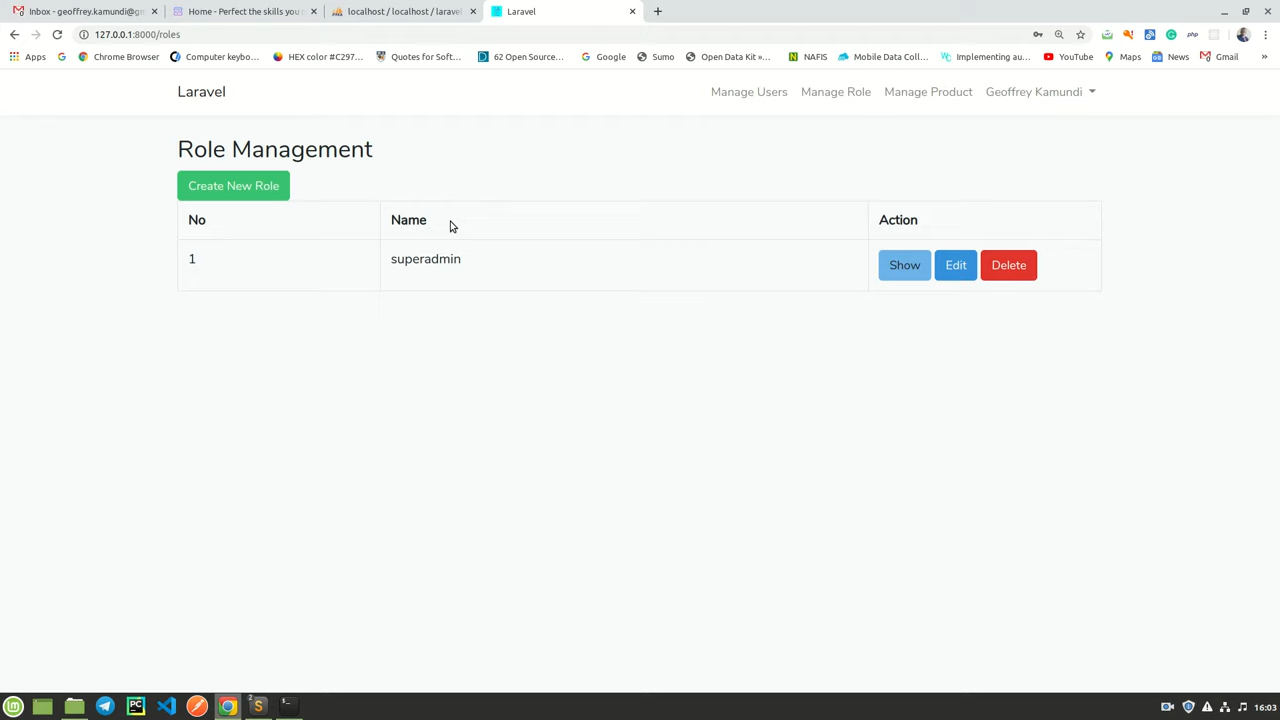 Inbox - geoffrey.kamundi@gm
Home - Perfect the skills you n
localhost / localhost / laravel
Laravel
127.0.0.1:8000/roles
Apps
Chrome Browser
Computer keybo...
HEX color #C297...
Quotes for Soft...
62 Open Source...
Google
Sumo
Open Data Kit »...
NAFIS
Mobile Data Coll...
Implementing au...
YouTube
Maps
News
Gmail
»
Laravel
Manage Users
Manage Role
Manage Product
Geoffrey Kamundi
Role Management
Create New Role
No
Name
Action
1
superadmin
Show
Edit
Delete
16:03